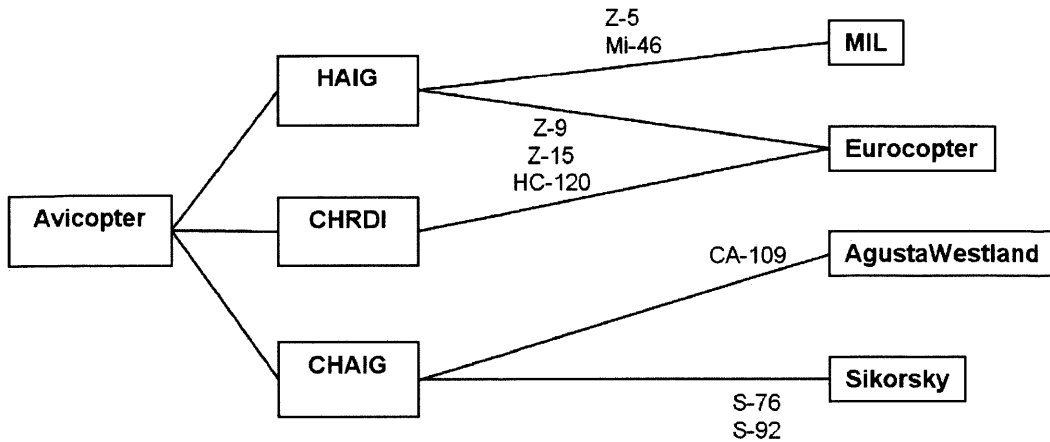 Z-5
Mi-46
MIL
HAIG
Z-9
Z-15
HC-120
Eurocopter
Avicopter
CHRDI
CA-109
AgustaWestland
CHAIG
Sikorsky
S-76
S-92